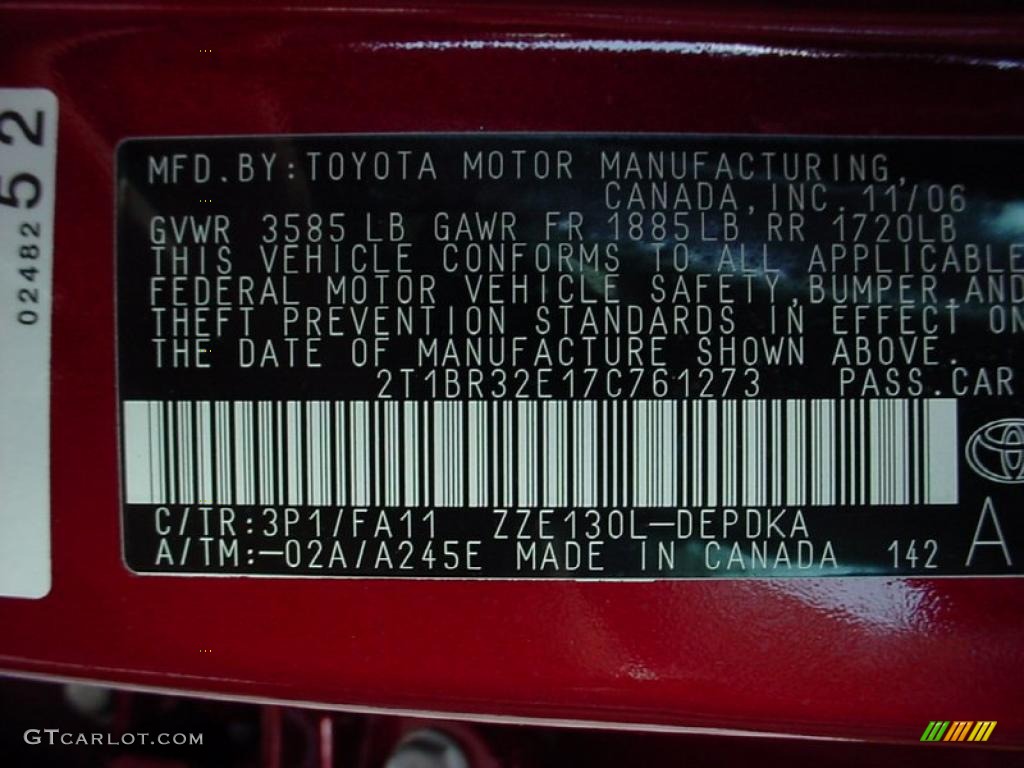 52
02482
MFD.BY:TOYOTA MOTOR MANUFACTURING,
CANADA,INC. 11/06
GVWR 3585 LB GAWR FR 1885LB RR 1720LB
THIS VEHICLE CONFORMS TO ALL APPLICABLE
FEDERAL MOTOR VEHICLE SAFETY,BUMPER,AND
THEFT PREVENTION STANDARDS IN EFFECT ON
THE DATE OF MANUFACTURE SHOWN ABOVE.
2T1BR32E17C761273 PASS.CAR
C/TR:3P1/FA11 ZZE130L-DEPDKA
A/TM:-02A/A245E MADE IN CANADA 142 A
GTCARLOT.COM